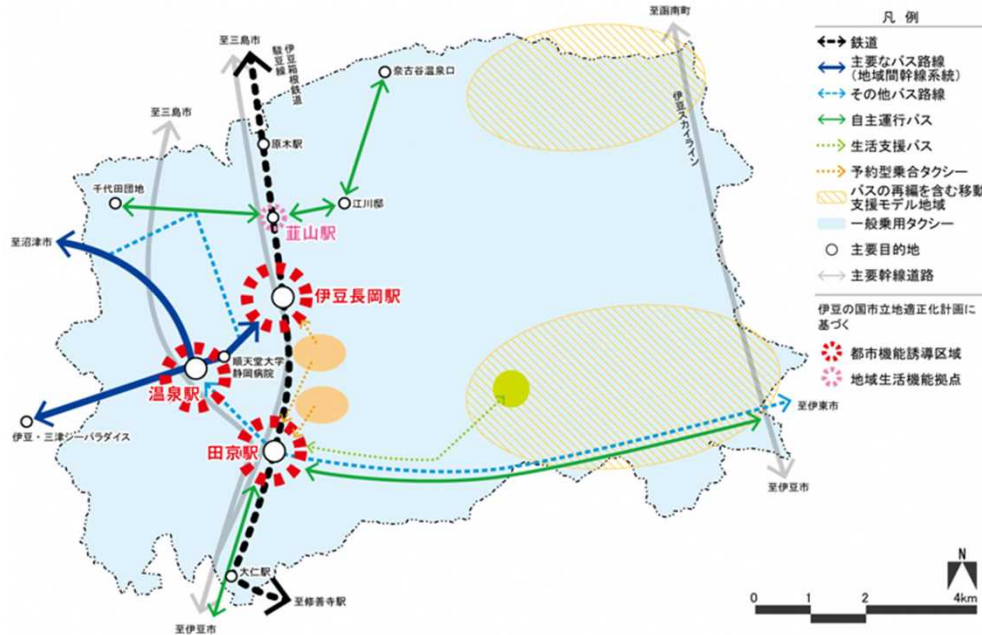 至函南町
至三島市
伊豆箱根鉄道
駿豆線
奈古谷温泉口
至三島市
伊豆スカイライン
原木駅
千代田団地
江川邸
韮山駅
至沼津市
伊豆長岡駅
順天堂大学
静岡病院
温泉駅
至伊東市
伊豆・三津シーパラダイス
田京駅
至伊豆市
大仁駅
至修善寺駅
至伊豆市
凡 例
鉄道
主要なバス路線
(地域間幹線系統)
その他バス路線
自主運行バス
生活支援バス
予約型乗合タクシー
バスの再編を含む移動
支援モデル地域
一般乗用タクシー
主要目的地
主要幹線道路
伊豆の国市立地適正化計画に
基づく
都市機能誘導区域
地域生活機能拠点
N
0 1 2 4km